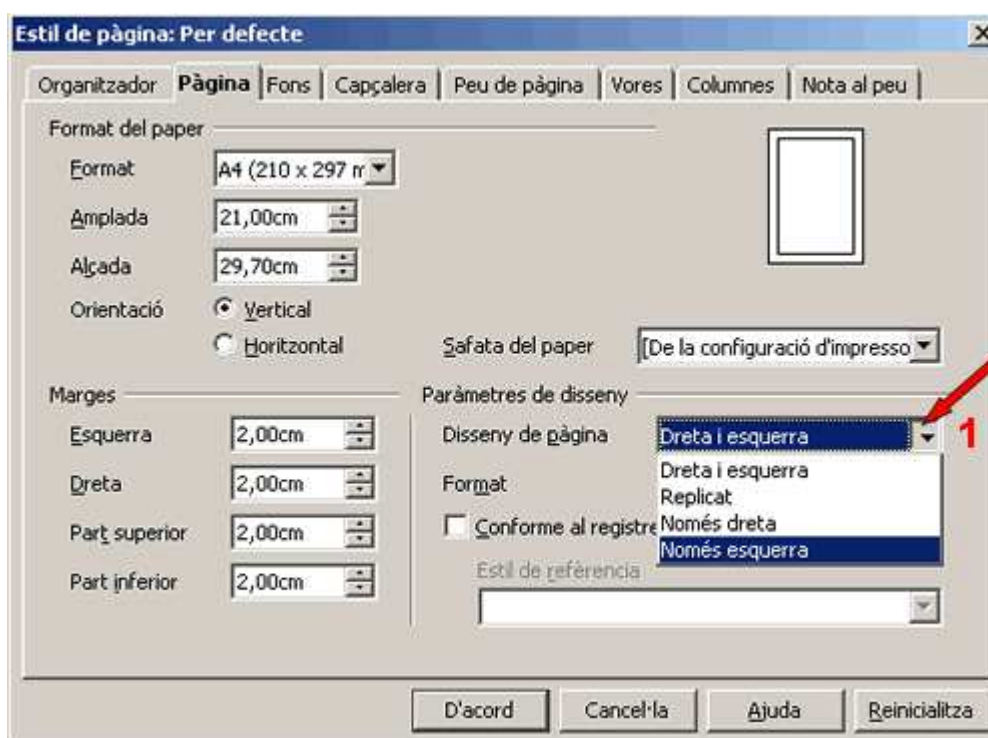 Estil de pàgina: Per defecte
Organitzador Pàgina Fons Capçalera Peu de pàgina Vores Columnes Nota al peu
Format del paper
Format A4 (210 x 297 m
Amplada 21,00cm
Alçada 29,70cm
Orientació Vertical
Horitzontal Safata del paper [De la configuració d'impresso
Marges Paràmetres de disseny
Esquerra 2,00cm Disseny de pàgina Dreta i esquerra 1
Dreta 2,00cm Format Dreta i esquerra
Replicat
Part superior 2,00cm Conforme al registre Només dreta
Només esquerra
Part inferior 2,00cm Estil de referència
D'acord Cancel·la Ajuda Reinicialitza